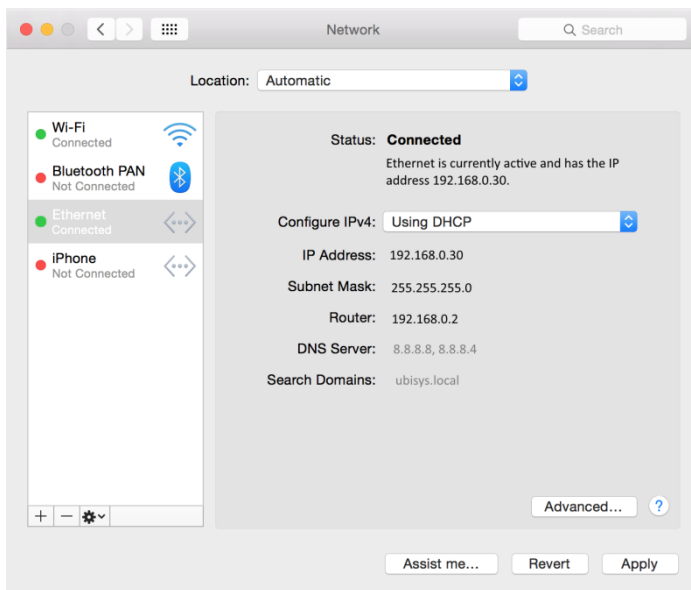 Network
Search
Location: Automatic
Wi-Fi
Connected
Bluetooth PAN
Not Connected
Ethernet
Connected
iPhone
Not Connected
Status: Connected
Ethernet is currently active and has the IP
address 192.168.0.30.
Configure IPv4: Using DHCP
IP Address: 192.168.0.30
Subnet Mask: 255.255.255.0
Router: 192.168.0.2
DNS Server: 8.8.8.8, 8.8.8.4
Search Domains: ubisys.local
Advanced... ?
Assist me... Revert Apply